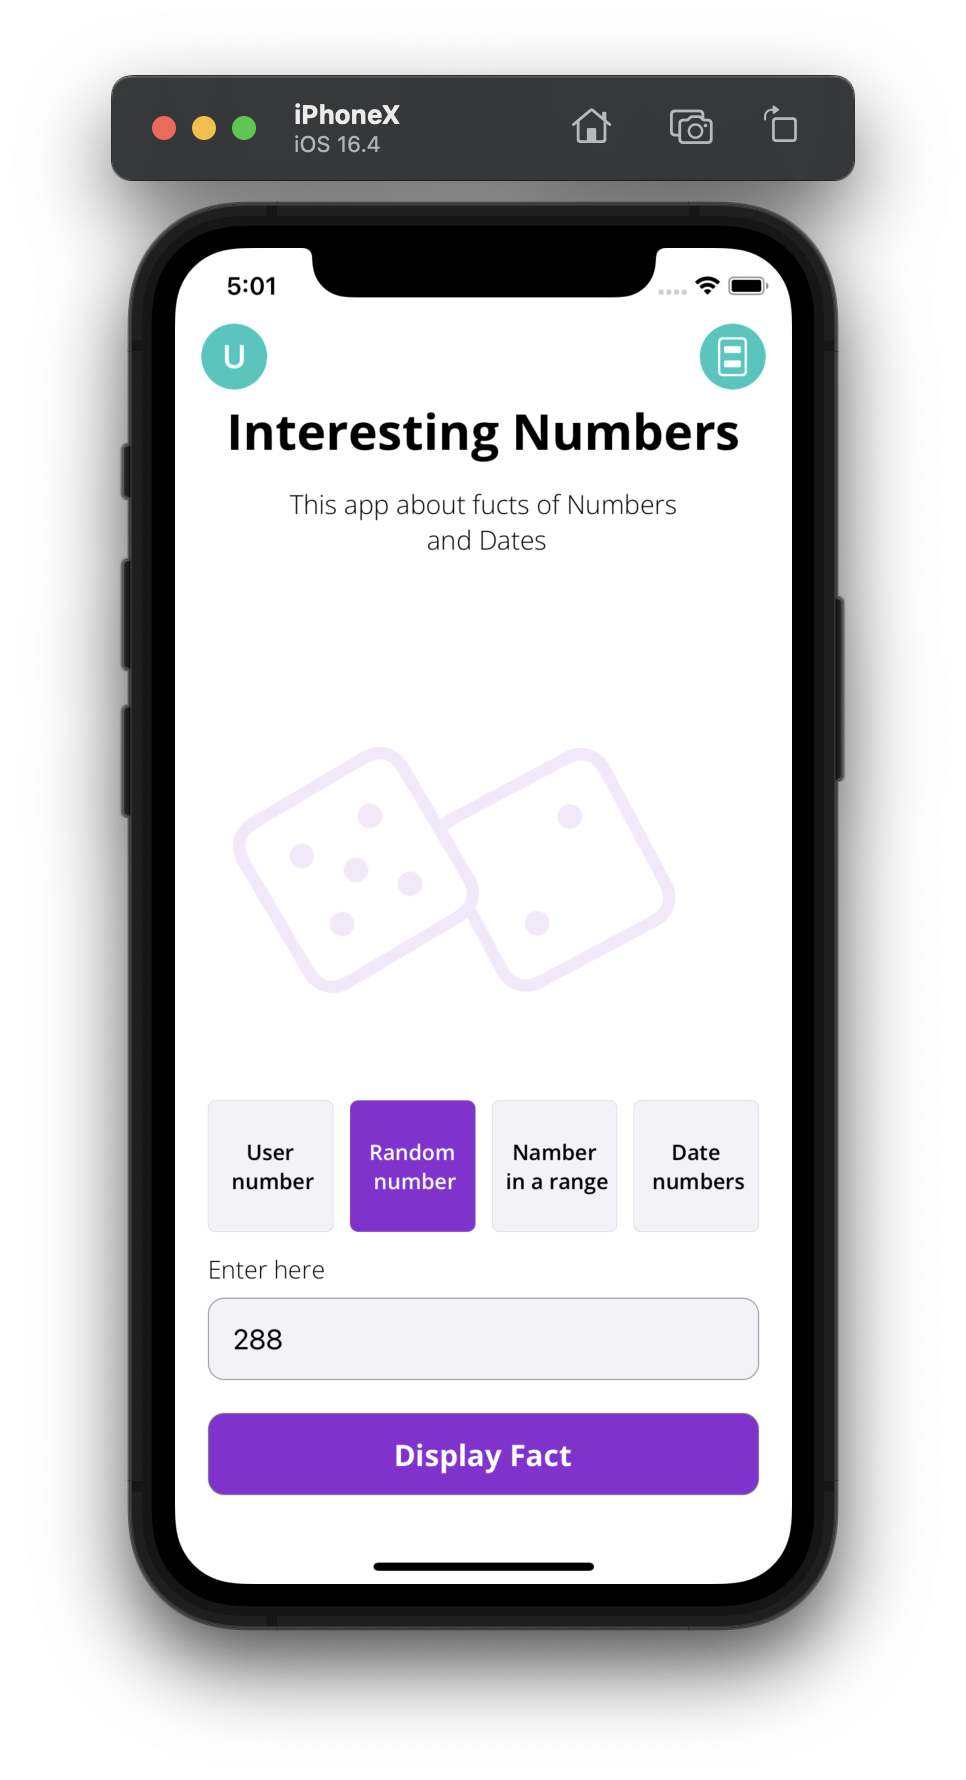 iPhoneX
iOS 16.4
5:01
U
Interesting Numbers
This app about fucts of Numbers
and Dates
User
number
Random
number
Namber
in a range
Date
numbers
Enter here
288
Display Fact